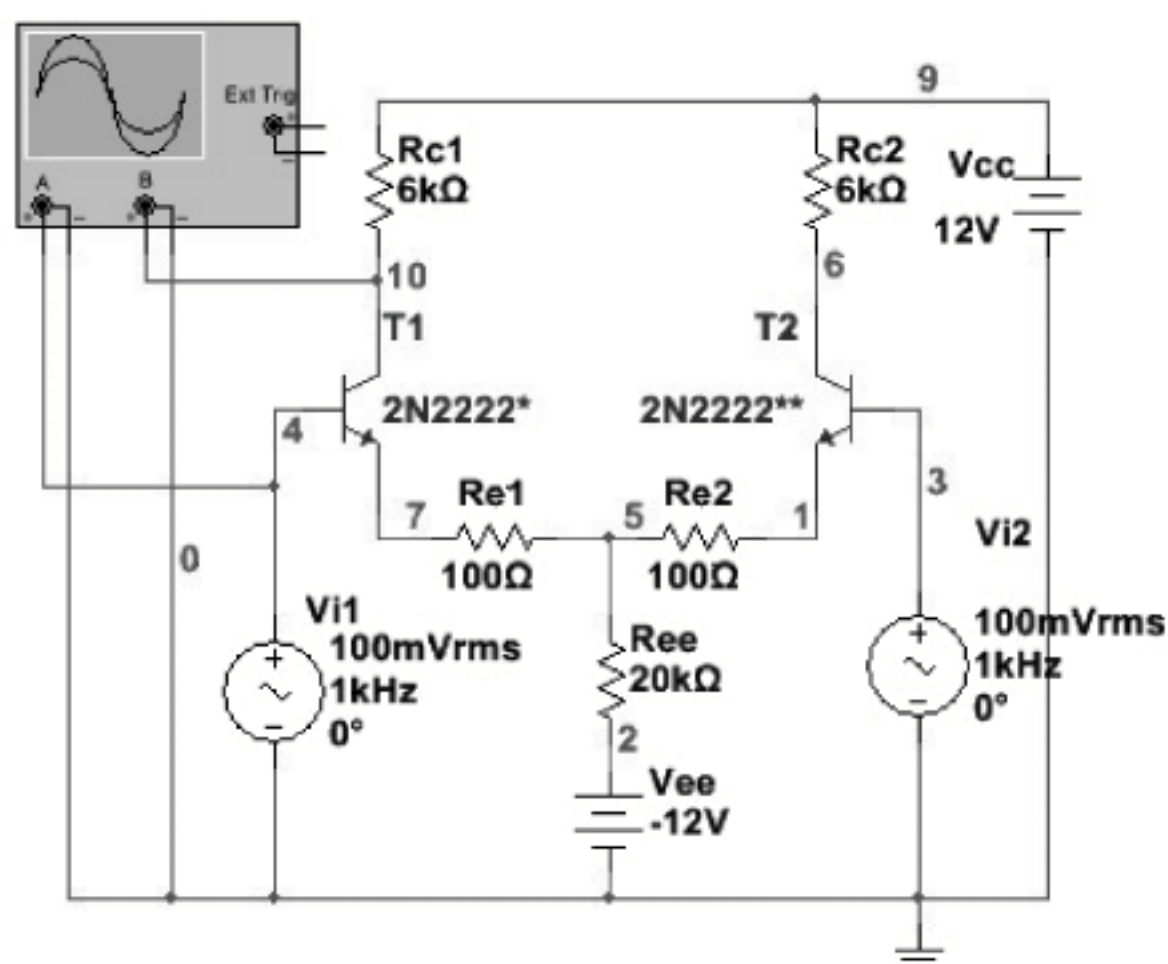 Ext Trig
+
_
A
B
+
_
+
_
9
Rc1
6kΩ
Rc2
6kΩ
Vcc
12V
10
6
T1
T2
2N2222*
2N2222**
4
3
Re1
Re2
7
5
1
100Ω
100Ω
0
Vi2
Vi1
100mVrms
1kHz
0°
+
−
Ree
20kΩ
2
100mVrms
1kHz
0°
+
−
Vee
-12V